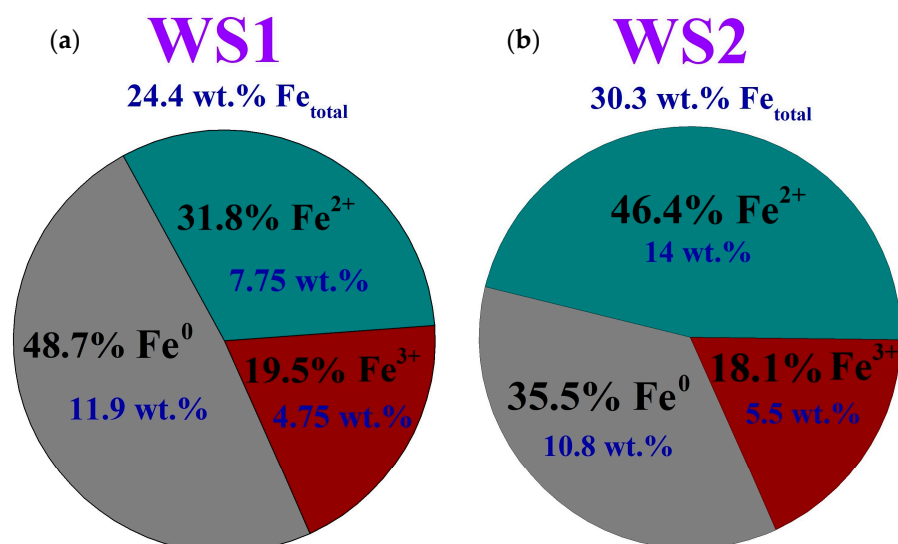 (a) WS1
24.4 wt.% Fe_total
31.8% Fe²⁺
7.75 wt.%
48.7% Fe⁰
11.9 wt.%
19.5% Fe³⁺
4.75 wt.%
(b) WS2
30.3 wt.% Fe_total
46.4% Fe²⁺
14 wt.%
35.5% Fe⁰
10.8 wt.%
18.1% Fe³⁺
5.5 wt.%